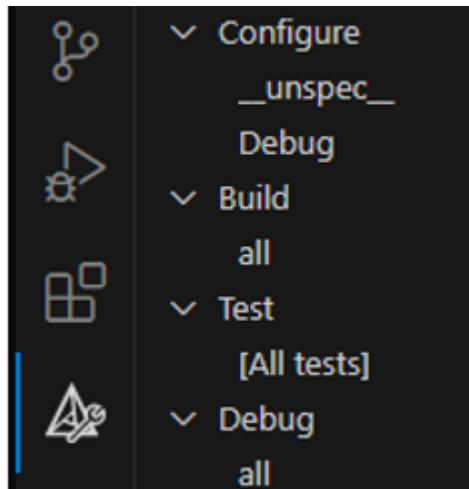 Configure
__unspec__
Debug
Build
all
Test
[All tests]
Debug
all